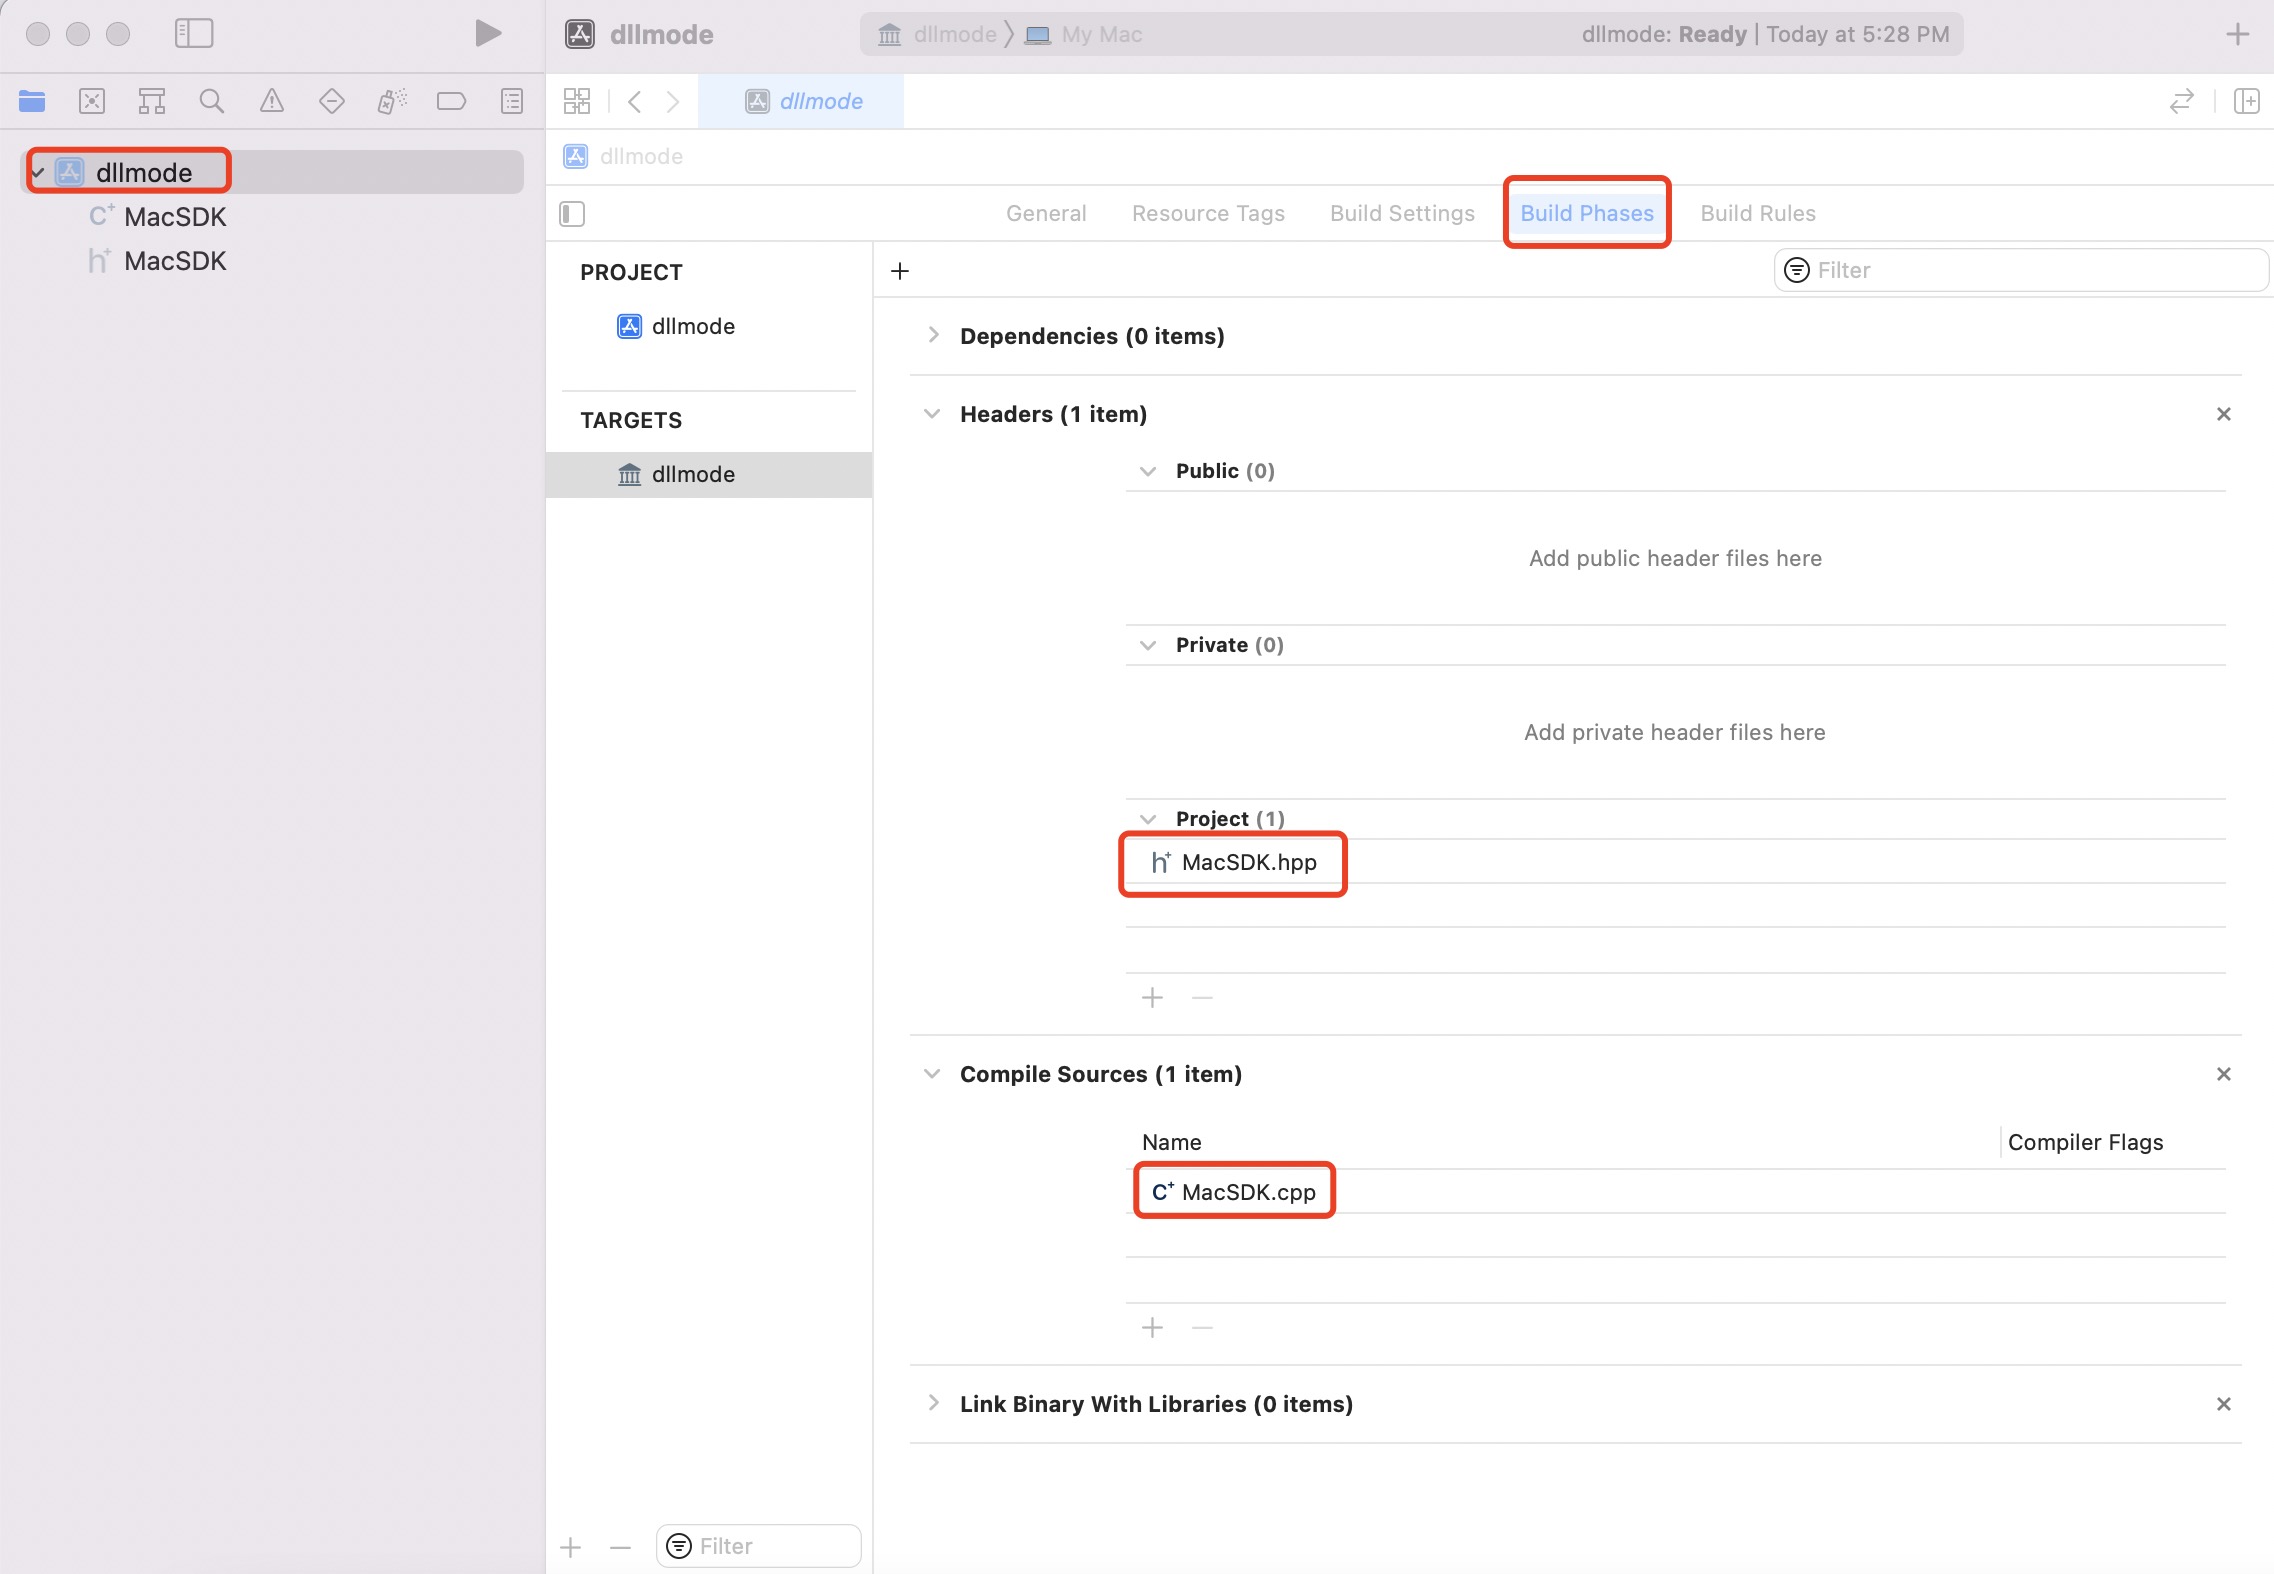 dllmode
dllmode
My Mac
dllmode: Ready | Today at 5:28 PM
dllmode
dllmode
dllmode
MacSDK
MacSDK
General
Resource Tags
Build Settings
Build Phases
Build Rules
PROJECT
dllmode
TARGETS
dllmode
Filter
Dependencies (0 items)
Headers (1 item)
Public (0)
Add public header files here
Private (0)
Add private header files here
Project (1)
MacSDK.hpp
Compile Sources (1 item)
Name
Compiler Flags
MacSDK.cpp
Link Binary With Libraries (0 items)
Filter